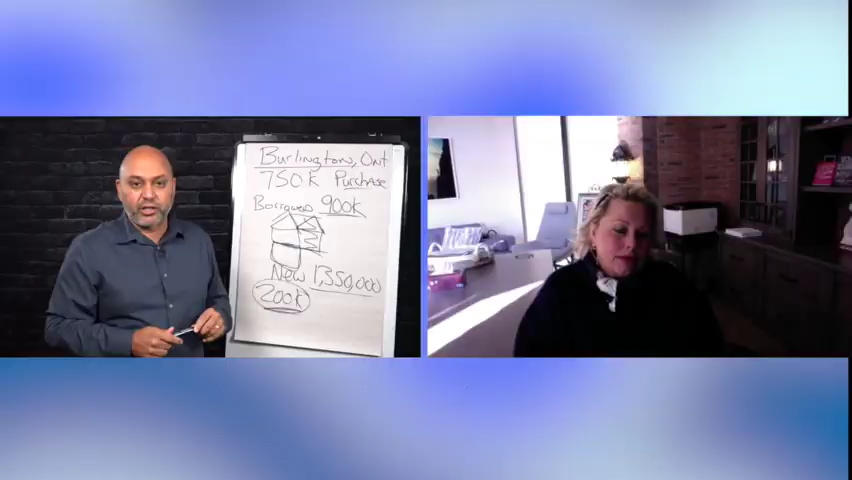 Burlington, Ont
750k Purchase
Borrowed 900k
New 1,350,000
200k